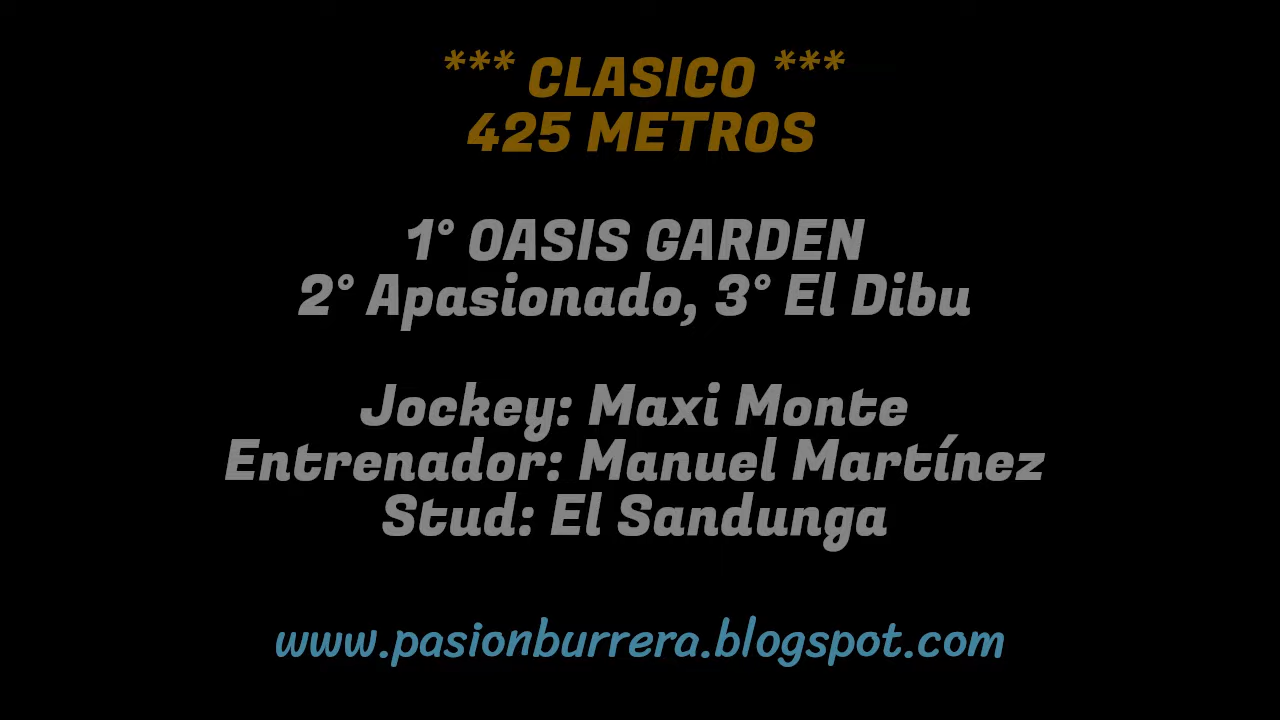 *** CLASICO ***
425 METROS
1° OASIS GARDEN
2° Apasionado, 3° El Dibu
Jockey: Maxi Monte
Entrenador: Manuel Martínez
Stud: El Sandunga
www.pasionburrera.blogspot.com